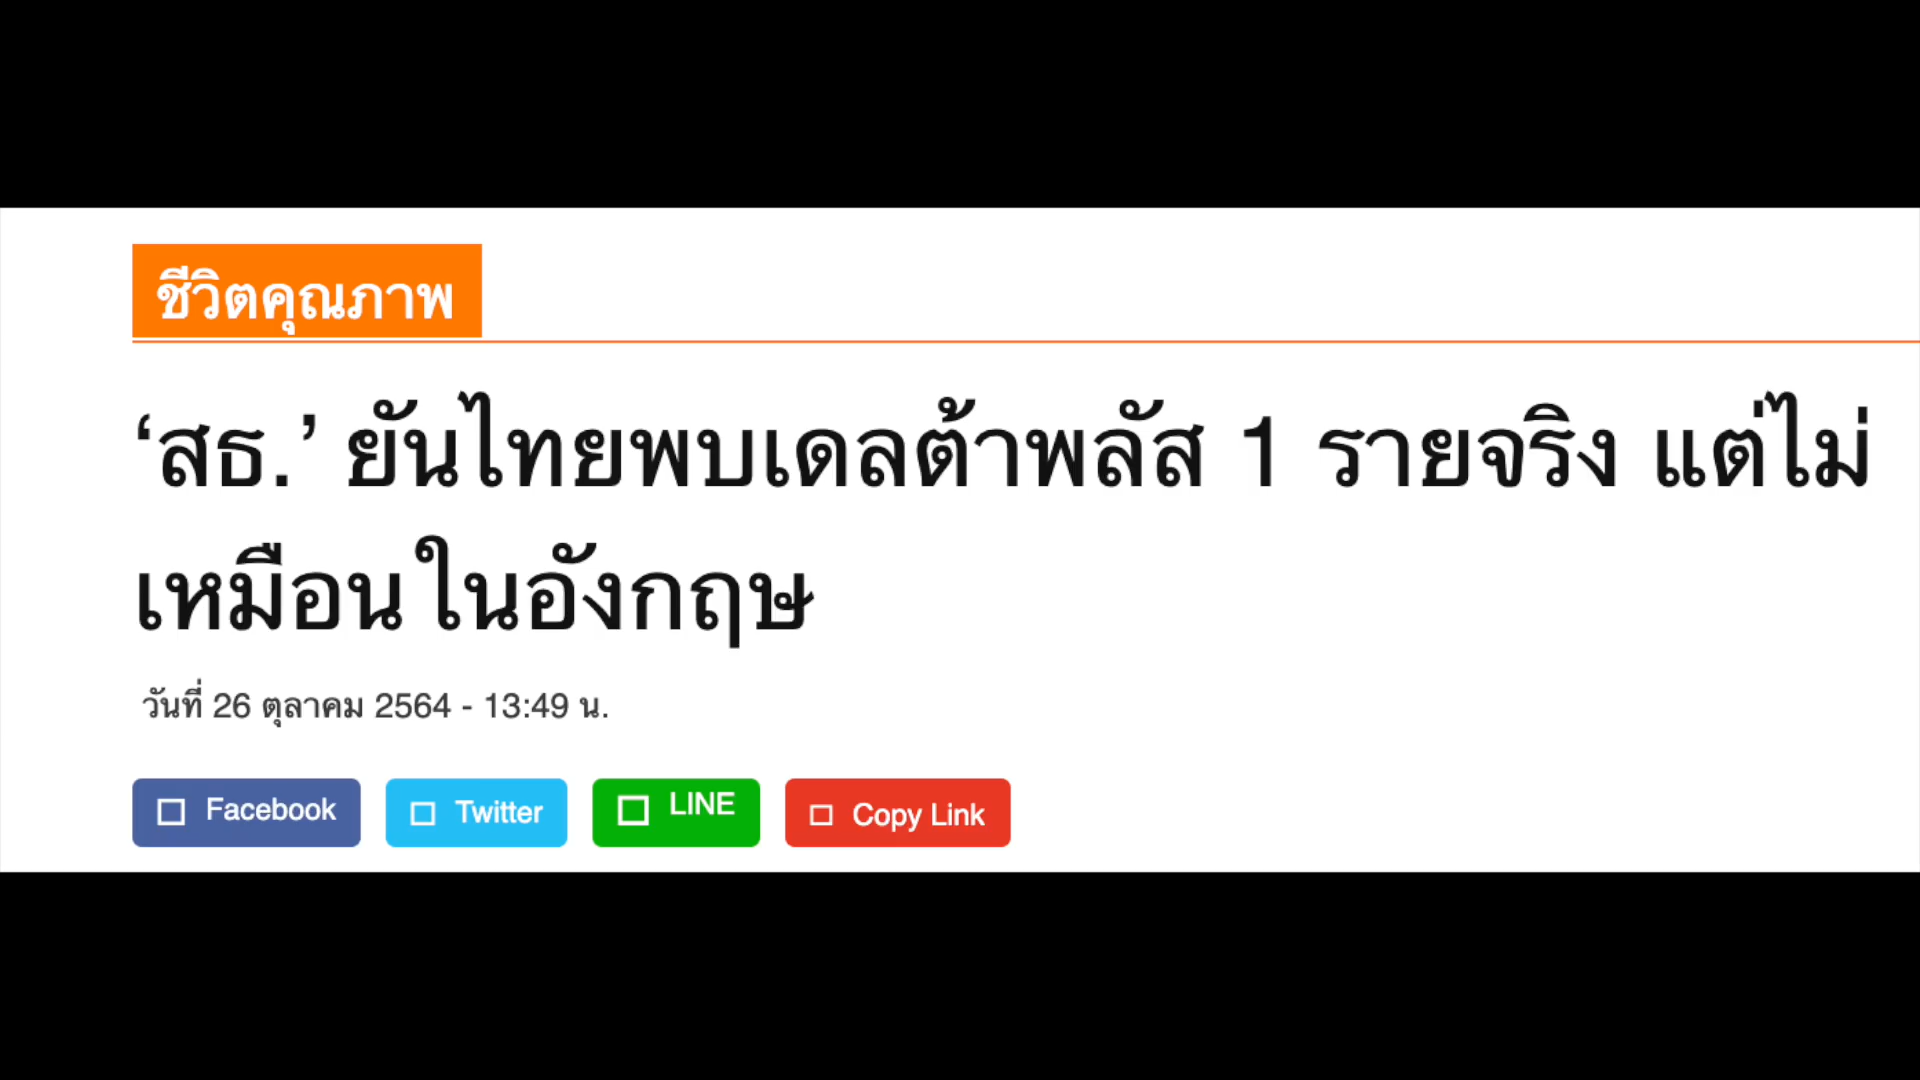 ชีวิตคุณภาพ
‘สธ.’ ยันไทยพบเดลต้าพลัส 1 รายจริง แต่ไม่
เหมือนในอังกฤษ
วันที่ 26 ตุลาคม 2564 - 13:49 น.
Facebook Twitter LINE Copy Link